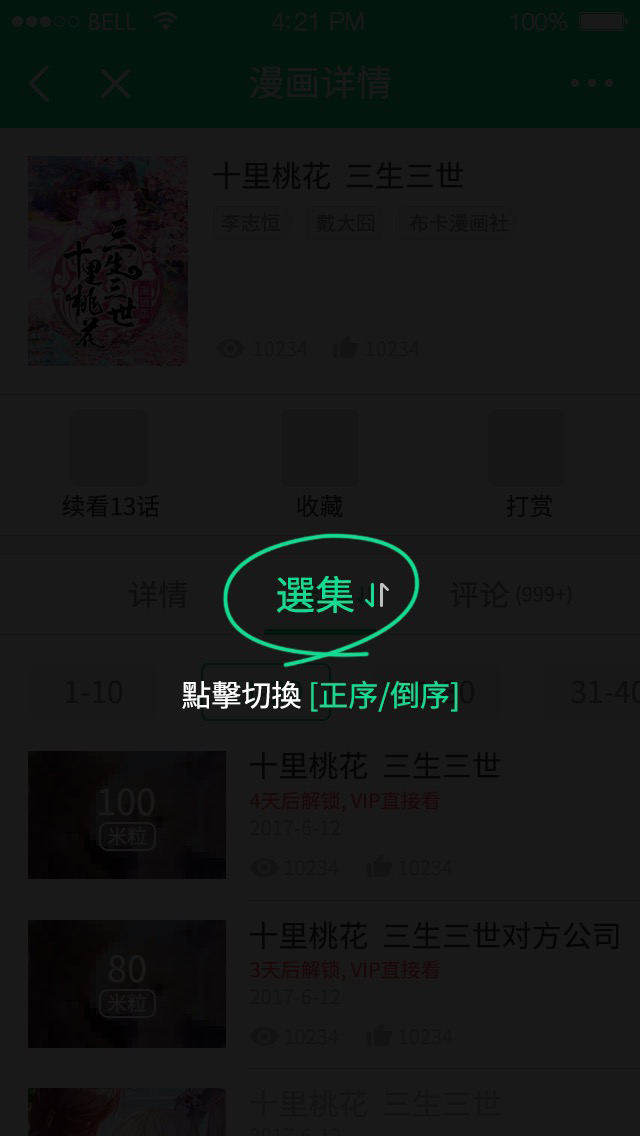 BELL 4:21 PM 100%
漫画详情
十里桃花 三生三世
李志恒 戴大囧 布卡漫画社
三生三世
十里桃花
10234 10234
续看13话 收藏 打赏
详情 選集 评论 (999+)
1-10 31-40
點擊切換 [正序/倒序]
十里桃花 三生三世
100
米粒
4天后解锁, VIP直接看
2017-6-12
10234 10234
十里桃花 三生三世对方公司
80
米粒
3天后解锁, VIP直接看
2017-6-12
10234 10234
十里桃花 三生三世
2017-6-12